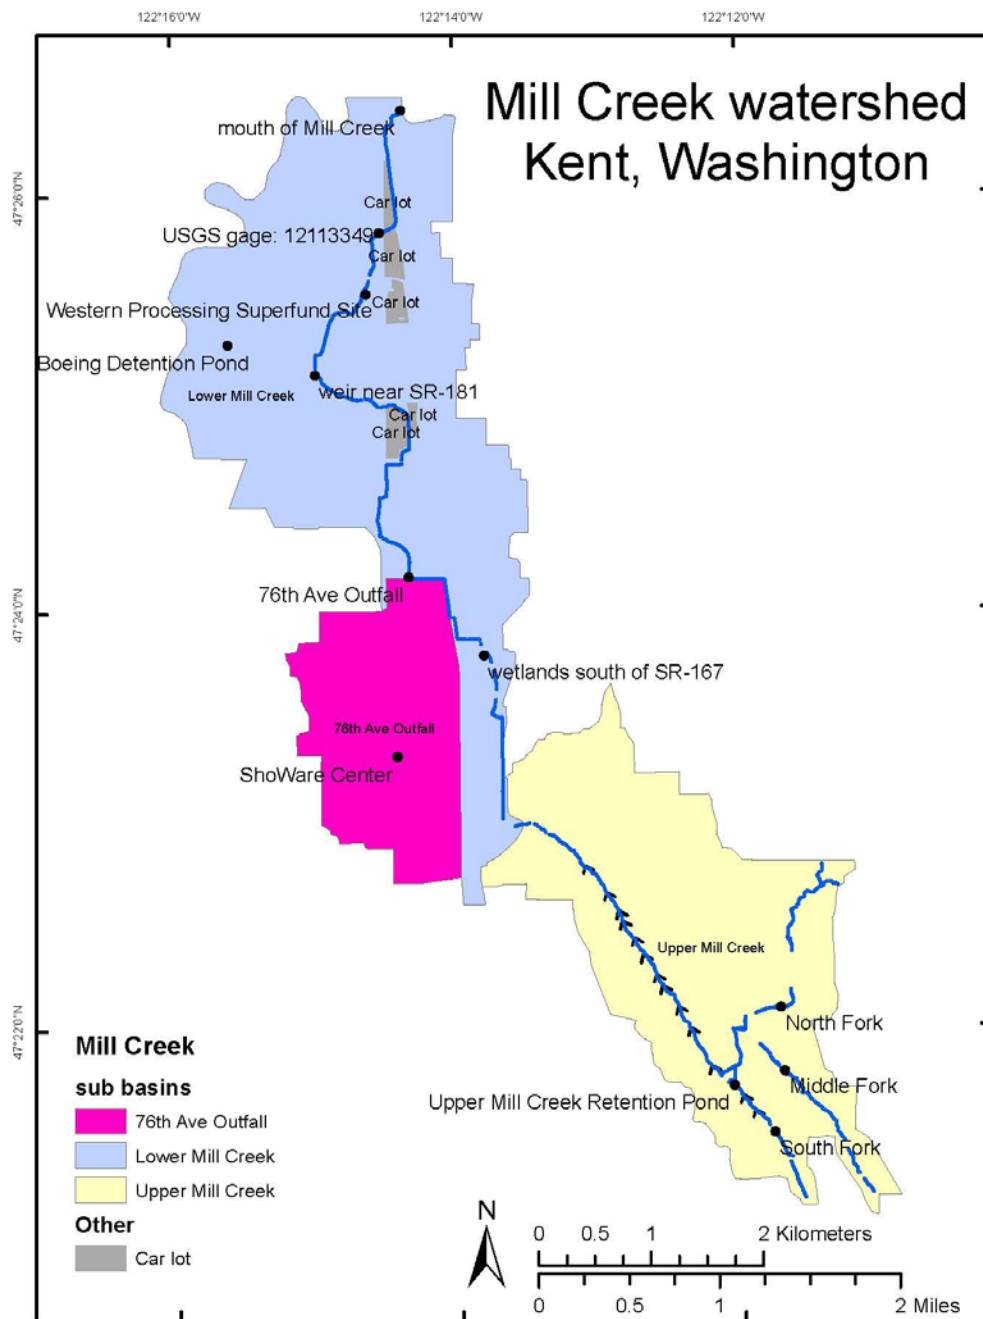 122°16'0"W
122°14'0"W
122°12'0"W
Mill Creek watershed
Kent, Washington
mouth of Mill Creek
47°26'0"N
Car lot
USGS gage: 12113349
Car lot
Car lot
Western Processing Superfund Site
Boeing Detention Pond
Lower Mill Creek
weir near SR-181
Car lot
Car lot
76th Ave Outfall
47°24'0"N
wetlands south of SR-167
76th Ave Outfall
ShoWare Center
Upper Mill Creek
North Fork
47°22'0"N
Middle Fork
Upper Mill Creek Retention Pond
South Fork
Mill Creek
sub basins
76th Ave Outfall
Lower Mill Creek
Upper Mill Creek
Other
Car lot
N
0 0.5 1 2 Kilometers
0 0.5 1 2 Miles